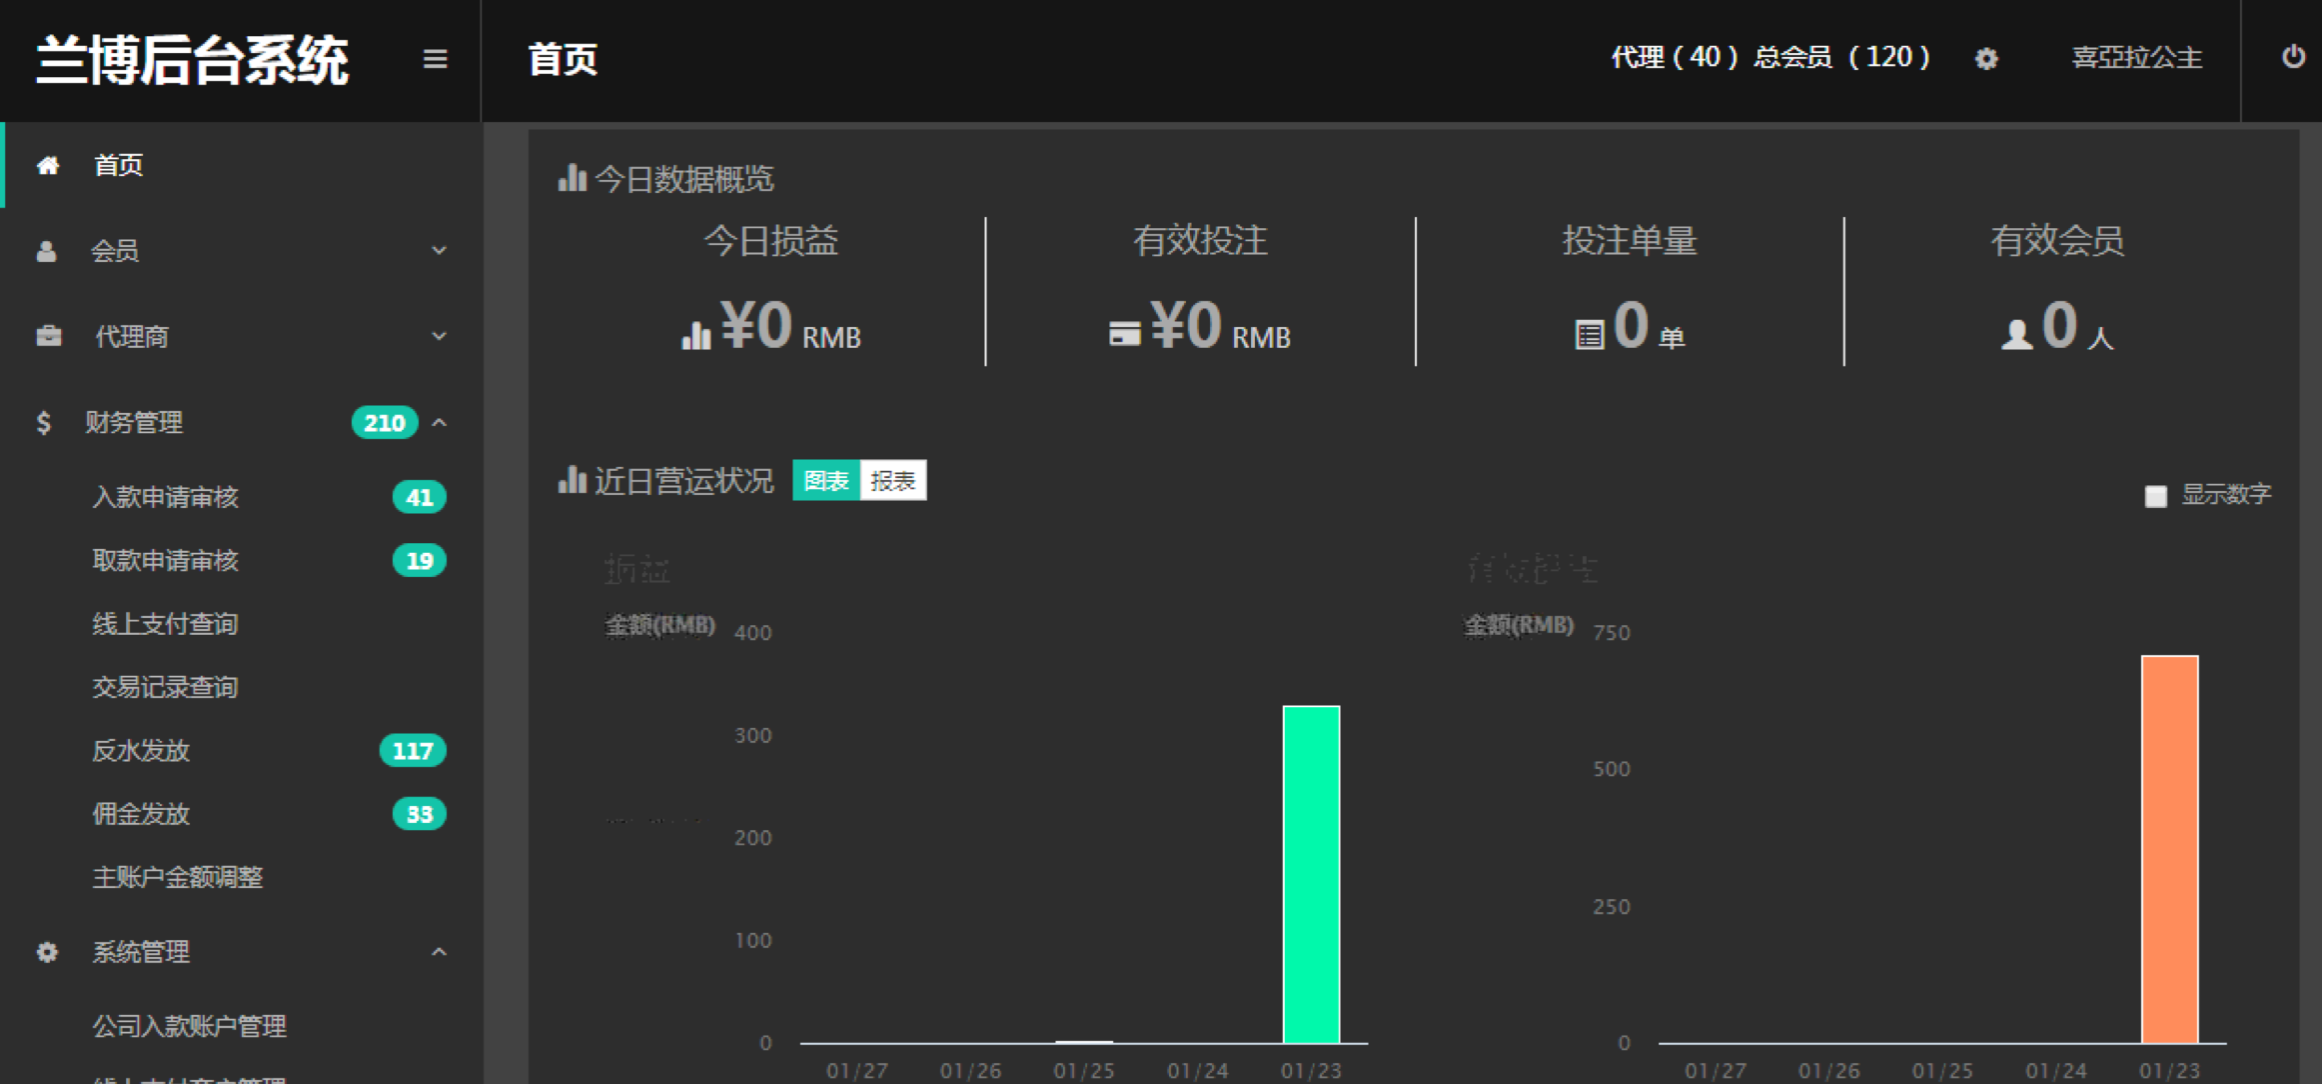 兰博后台系统
首页
代理（40）总会员（120）
喜亞拉公主
首页
会员
代理商
财务管理 210
入款申请审核 41
取款申请审核 19
线上支付查询
交易记录查询
反水发放 117
佣金发放 33
主账户金额调整
系统管理
公司入款账户管理
今日数据概览
今日损益
¥0 RMB
有效投注
¥0 RMB
投注单量
0 单
有效会员
0 人
近日营运状况 图表 报表
显示数字
损益
金额(RMB)
400
300
200
100
0
01/27 01/26 01/25 01/24 01/23
有效投注
金额(RMB)
750
500
250
0
01/27 01/26 01/25 01/24 01/23